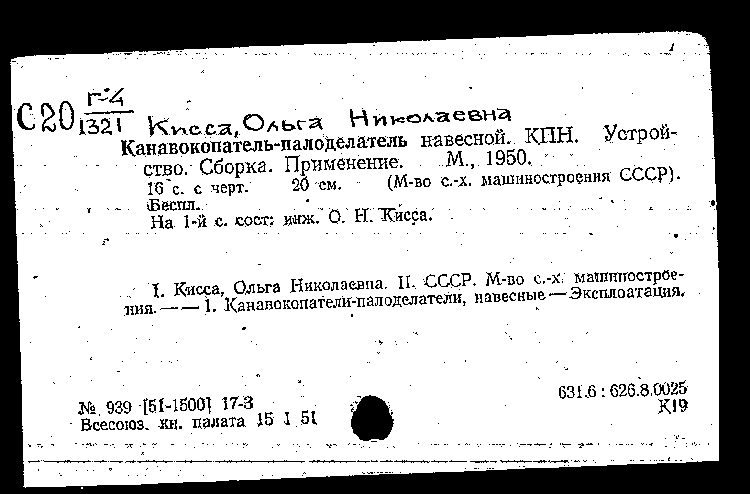 С20 Г-4/1321
Кисса, Ольга Николаевна
Канавокопатель-палоделатель навесной. КПН. Устрой-
ство. Сборка. Применение. М., 1950.
16 с. с черт. 20 см. (М-во с.-х. машиностроения СССР).
Беспл.
На 1-й с. сост: инж. О. Н. Кисса.
I. Кисса, Ольга Николаевна. II. СССР. М-во с.-х. машиностроe-
ния. — — 1. Канавокопатели-палоделатели, навесные — Эксплоатация.
631.6 : 626.8.0025
№ 939 [51-1500] 17-3
К19
Всесоюз. кн. палата 15 I 51